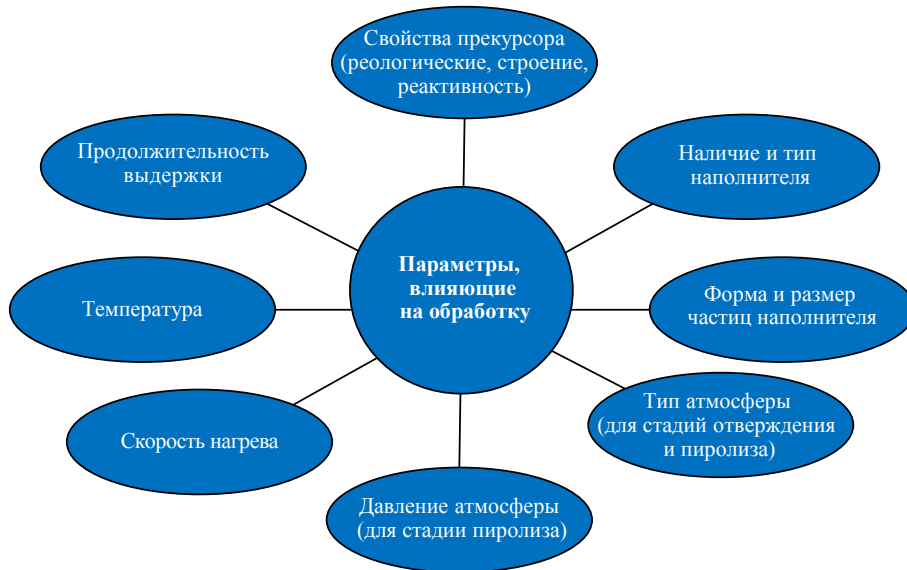 Свойства прекурсора
(реологические, строение,
реактивность)
Продолжительность
выдержки
Наличие и тип
наполнителя
Параметры,
влияющие
на обработку
Температура
Форма и размер
частиц наполнителя
Скорость нагрева
Тип атмосферы
(для стадий отверждения
и пиролиза)
Давление атмосферы
(для стадии пиролиза)